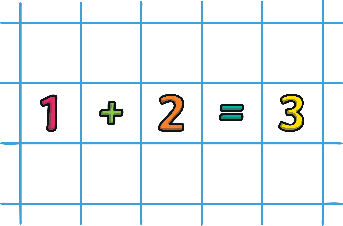 1 + 2 = 3